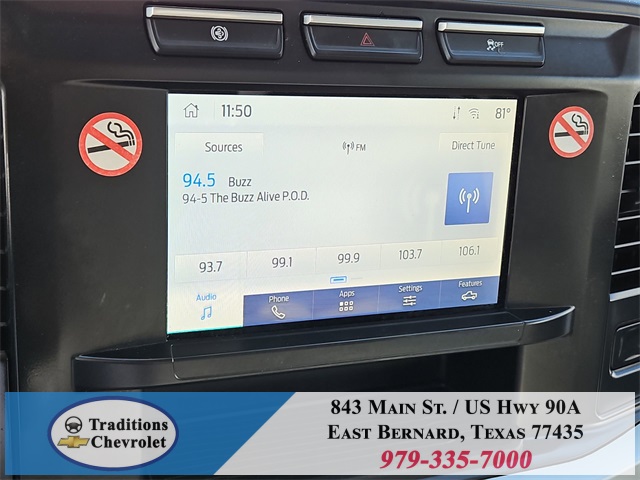 OFF
11:50
81°
Sources
FM
Direct Tune
94.5 Buzz
94-5 The Buzz Alive P.O.D.
93.7 99.1 99.9 103.7 106.1
Audio Phone Apps Settings Features
Traditions
Chevrolet
843 Main St. / US Hwy 90A
East Bernard, Texas 77435
979-335-7000